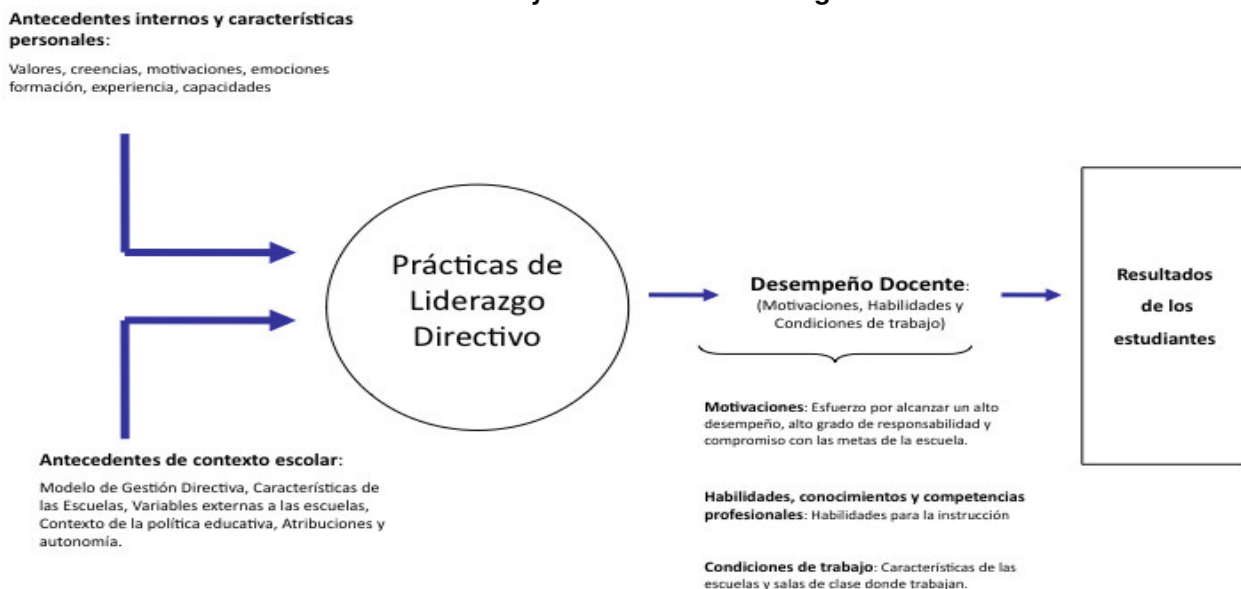 Antecedentes internos y características
personales:
Valores, creencias, motivaciones, emociones
formación, experiencia, capacidades
Prácticas de
Liderazgo
Directivo
Desempeño Docente:
(Motivaciones, Habilidades y
Condiciones de trabajo)
Resultados
de los
estudiantes
Motivaciones: Esfuerzo por alcanzar un alto
desempeño, alto grado de responsabilidad y
compromiso con las metas de la escuela.
Antecedentes de contexto escolar:
Modelo de Gestión Directiva, Características de
las Escuelas, Variables externas a las escuelas,
Contexto de la política educativa, Atribuciones y
autonomía.
Habilidades, conocimientos y competencias
profesionales: Habilidades para la instrucción
Condiciones de trabajo: Características de las
escuelas y salas de clase donde trabajan.